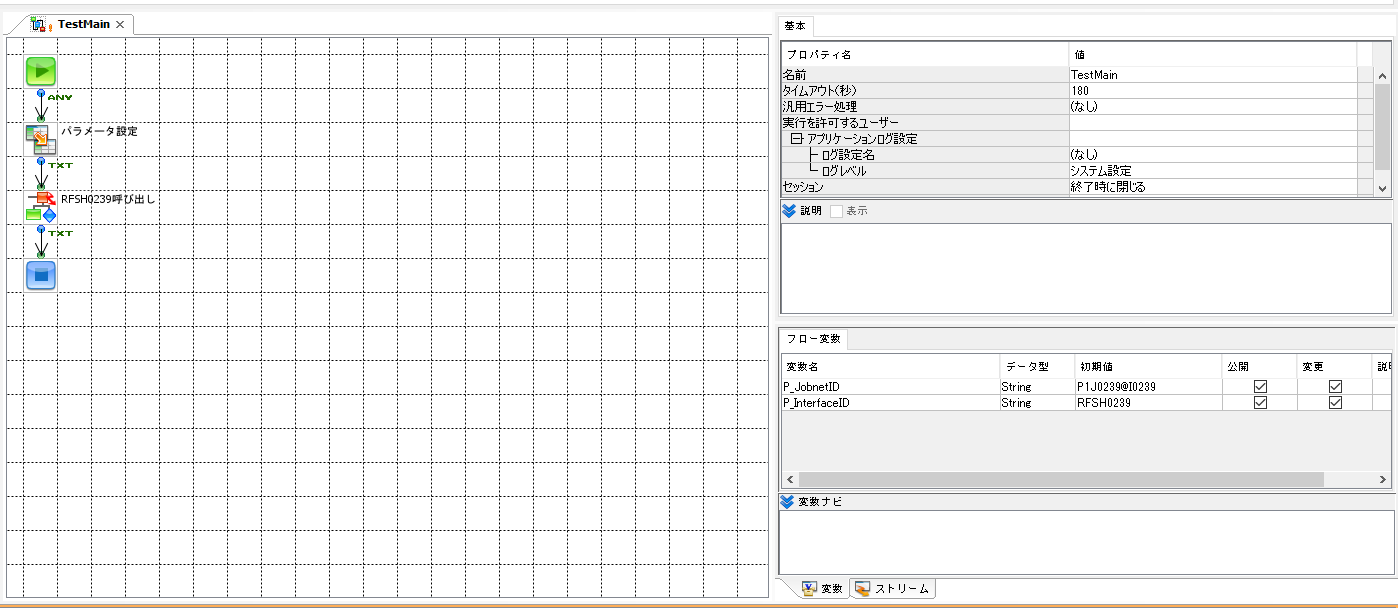 TestMain
ANY
パラメータ設定
TXT
RFSH0239呼び出し
TXT
基本
プロパティ名 値
名前 TestMain
タイムアウト(秒) 180
汎用エラー処理 (なし)
実行を許可するユーザー
アプリケーションログ設定
ログ設定名 (なし)
ログレベル システム設定
セッション 終了時に閉じる
説明 表示
フロー変数
変数名 データ型 初期値 公開 変更 説明
P_JobnetID String P1J0239@I0239
P_InterfaceID String RFSH0239
変数ナビ
変数 ストリーム